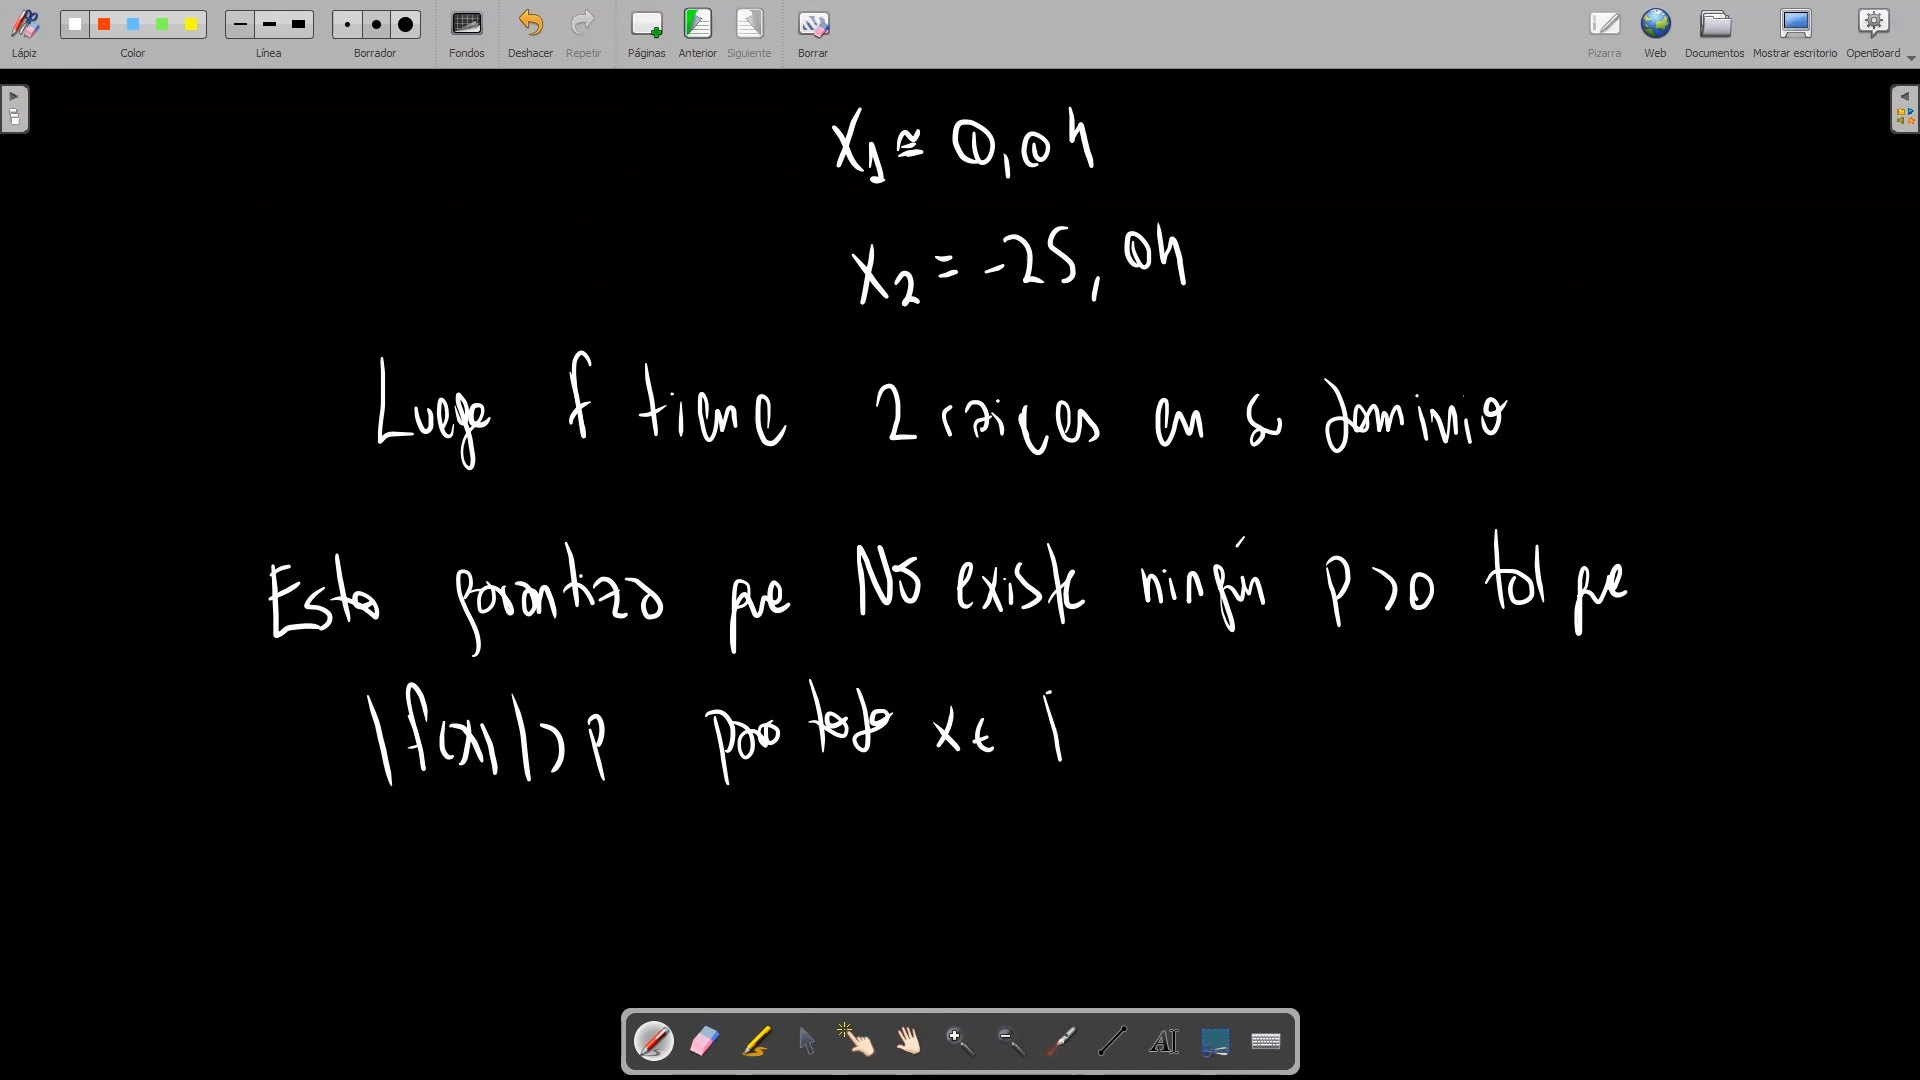 Lápiz Color Línea Borrador Fondos Deshacer Repetir Páginas Anterior Siguiente Borrar Pizarra Web Documentos Mostrar escritorio OpenBoard
x₁ ≅ 0,04
x₂ = -25,04
Luego f tiene 2 raices en su dominio
Esto garantiza que No existe ningún p>0 tal que
|f(x)|>p para todo x∈
AI